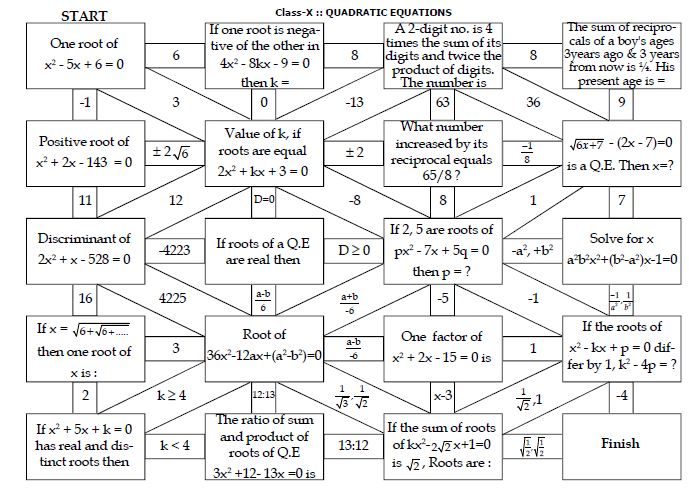 START
Class-X :: QUADRATIC EQUATIONS
One root of
x² - 5x + 6 = 0
6
If one root is nega-
tive of the other in
4x² - 8kx - 9 = 0
then k =
8
A 2-digit no. is 4
times the sum of its
digits and twice the
product of digits.
The number is
8
The sum of recipro-
cals of a boy's ages
3years ago & 3 years
from now is ¼. His
present age is =
-1
3
0
-13
63
36
9
Positive root of
x² + 2x - 143 = 0
± 2√6
Value of k, if
roots are equal
2x² + kx + 3 = 0
± 2
What number
increased by its
reciprocal equals
65/8 ?
-1/8
√6x+7 - (2x - 7)=0
is a Q.E. Then x=?
11
12
D=0
-8
8
1
7
Discriminant of
2x² + x - 528 = 0
-4223
If roots of a Q.E
are real then
D ≥ 0
If 2, 5 are roots of
px² - 7x + 5q = 0
then p = ?
-a², +b²
Solve for x
a²b²x²+(b²-a²)x-1=0
16
4225
a-b/6
a+b/-6
-5
-1
-1/a², 1/b²
If x = √6+√6+.....
then one root of
x is :
3
Root of
36x²-12ax+(a²-b²)=0
a-b/-6
One factor of
x² + 2x - 15 = 0 is
1
If the roots of
x² - kx + p = 0 dif-
fer by 1, k² - 4p = ?
2
k ≥ 4
12:13
1/√3, 1/√2
x-3
1/√2, 1
-4
If x² + 5x + k = 0
has real and dis-
tinct roots then
k < 4
The ratio of sum
and product of
roots of Q.E
3x² +12- 13x =0 is
13:12
If the sum of roots
of kx²-2√2x+1=0
is √2, Roots are :
√1/2, √1/2
Finish